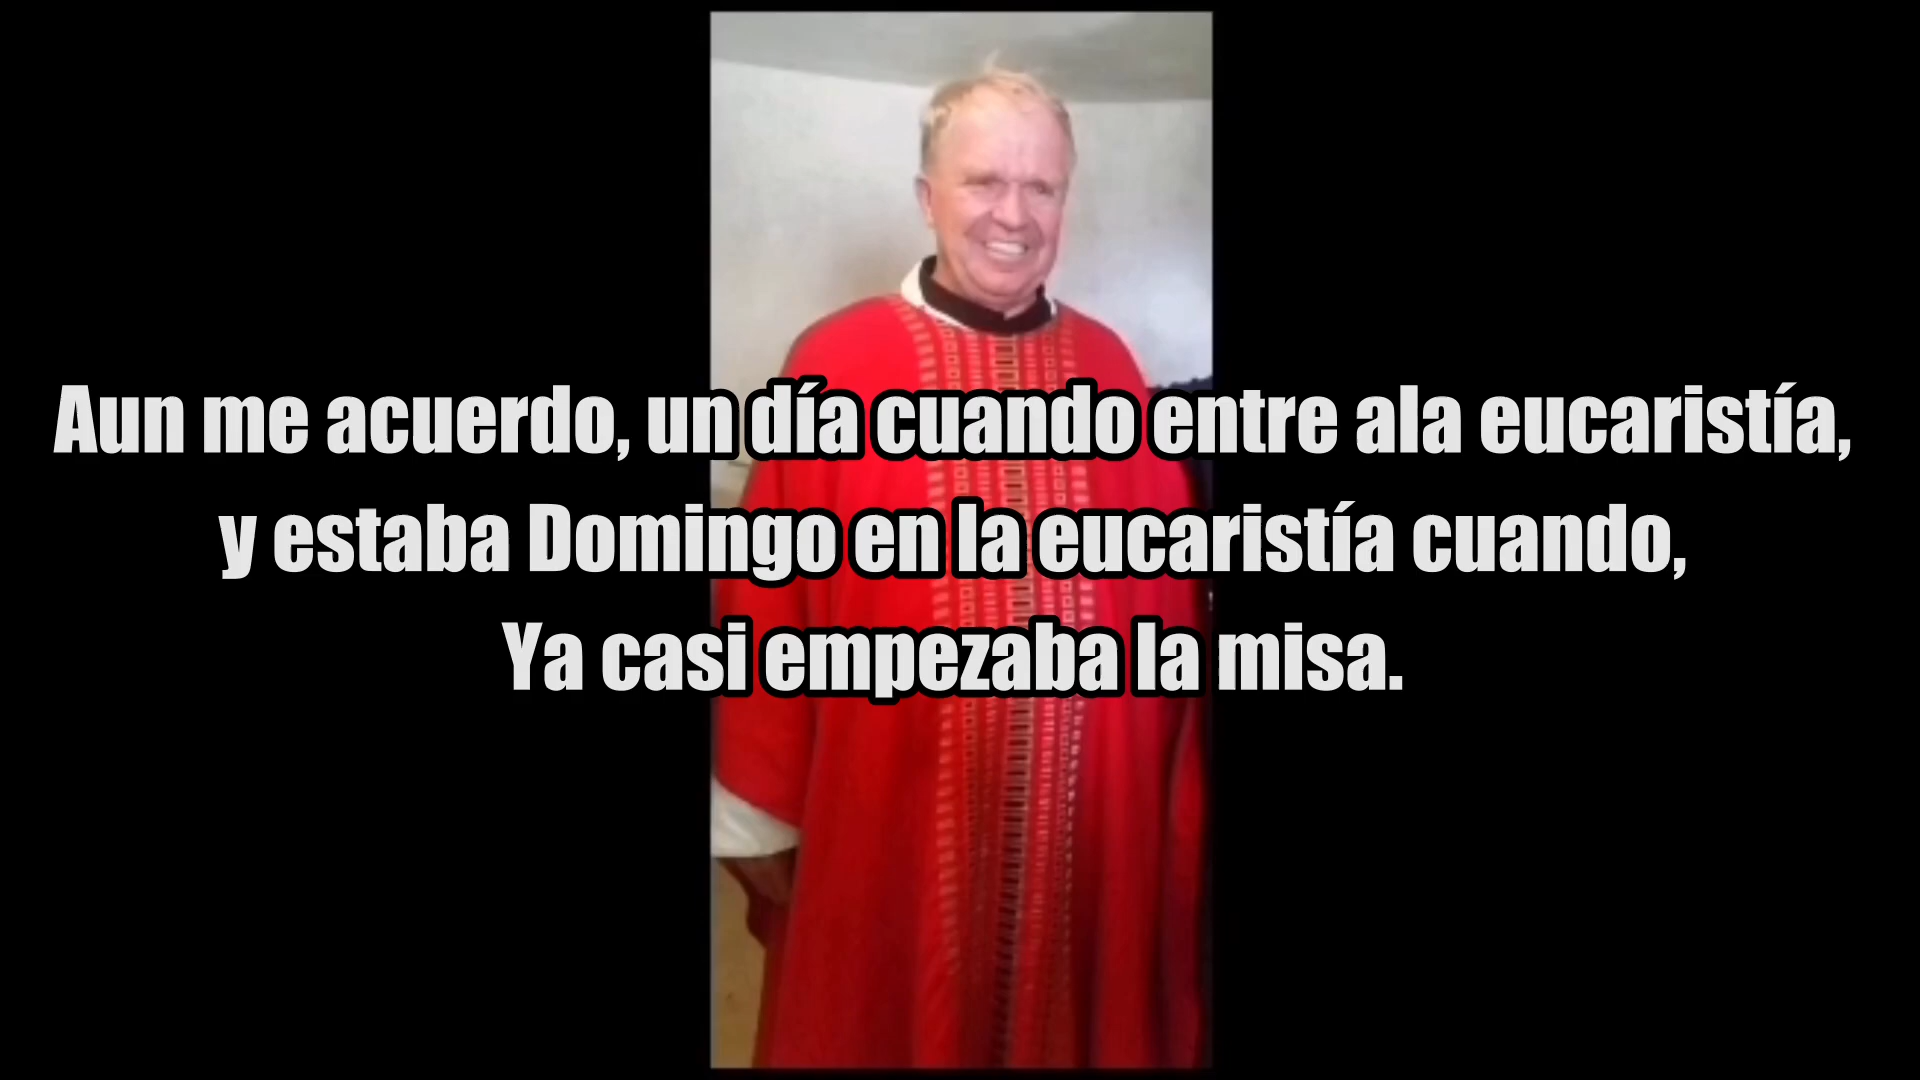 Aun me acuerdo, un día cuando entre ala eucaristía,
y estaba Domingo en la eucaristía cuando,
Ya casi empezaba la misa.